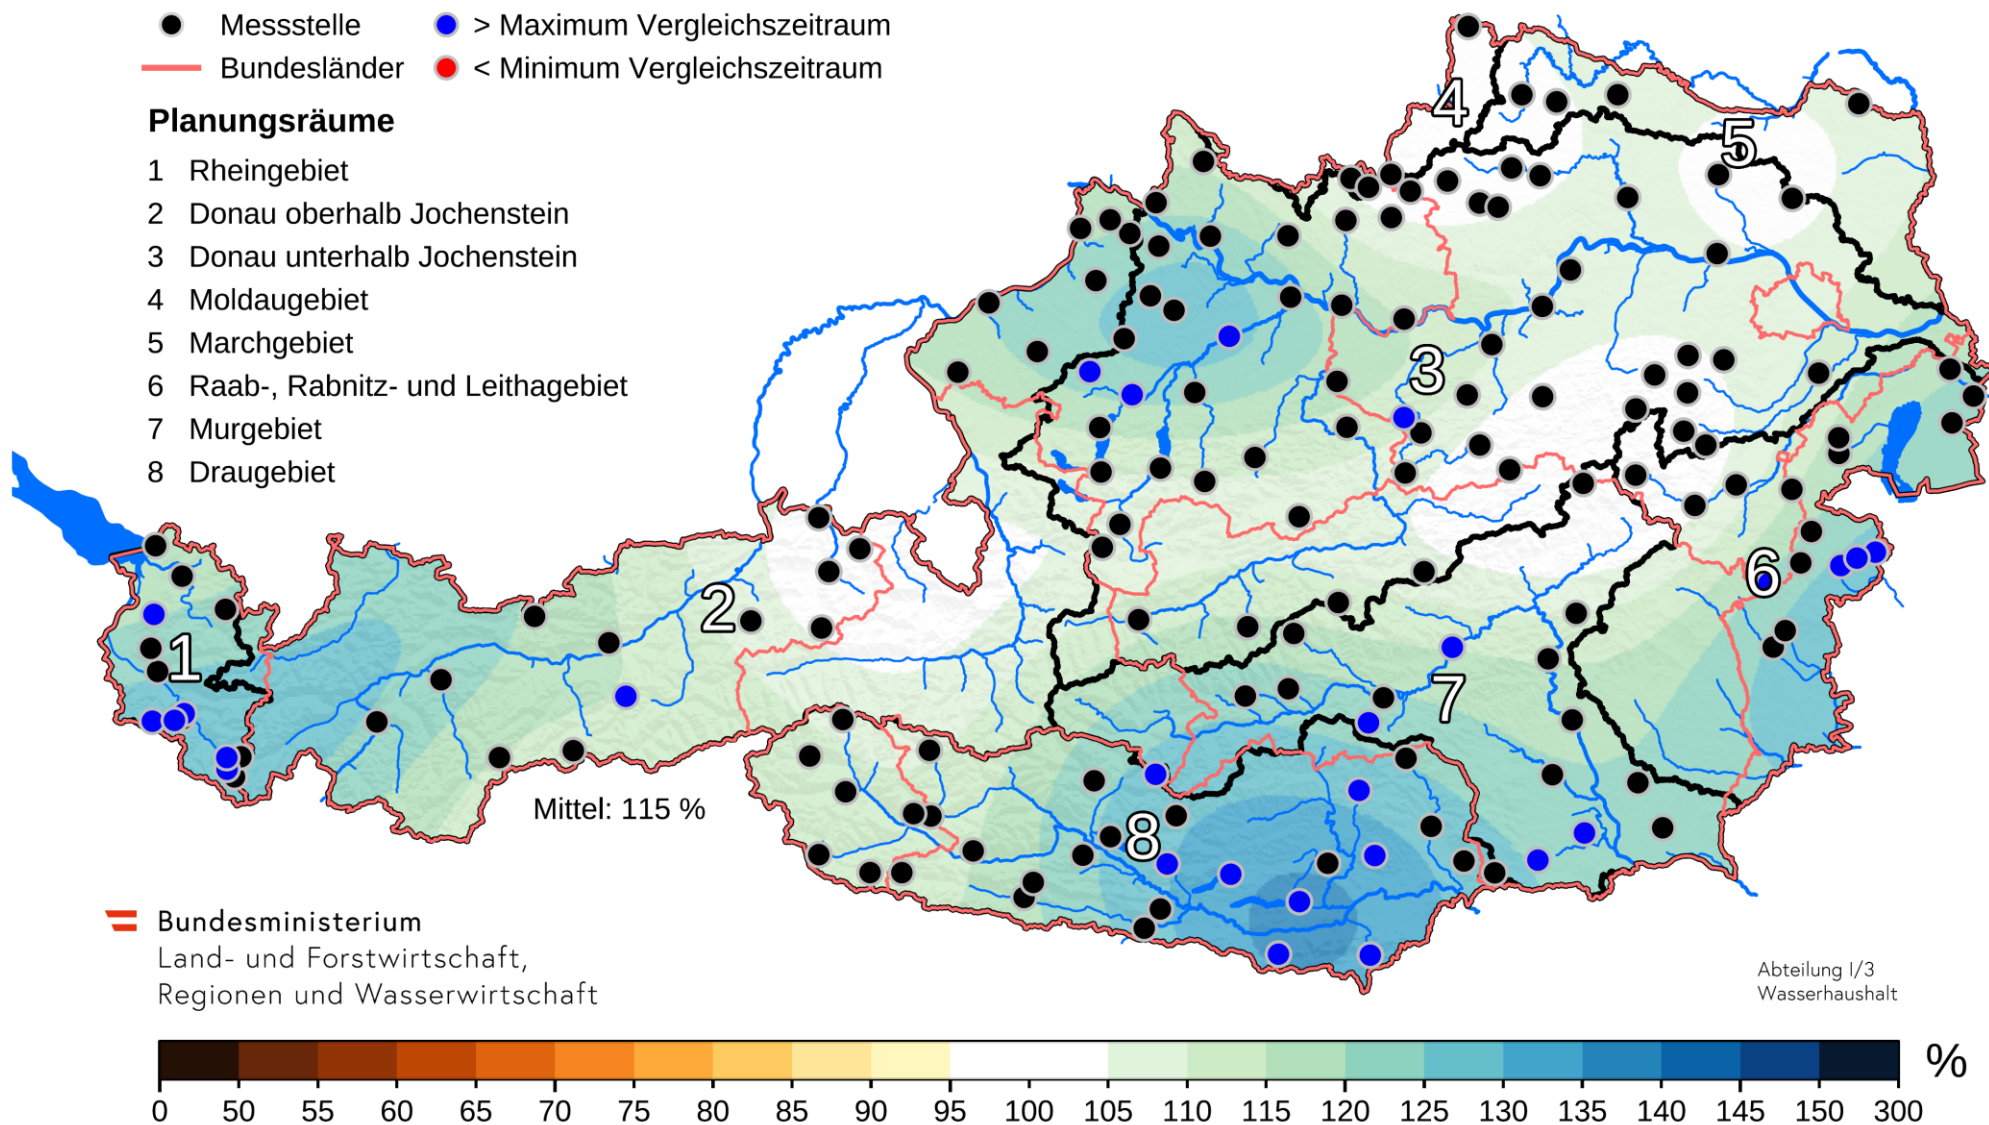 Messstelle
> Maximum Vergleichszeitraum
Bundesländer
< Minimum Vergleichszeitraum
Planungsräume
1 Rheingebiet
2 Donau oberhalb Jochenstein
3 Donau unterhalb Jochenstein
4 Moldaugebiet
5 Marchgebiet
6 Raab-, Rabnitz- und Leithagebiet
7 Murgebiet
8 Draugebiet
4
5
3
2
6
1
7
8
Mittel: 115 %
Bundesministerium
Land- und Forstwirtschaft,
Regionen und Wasserwirtschaft
Abteilung I/3
Wasserhaushalt
%
0 50 55 60 65 70 75 80 85 90 95 100 105 110 115 120 125 130 135 140 145 150 300